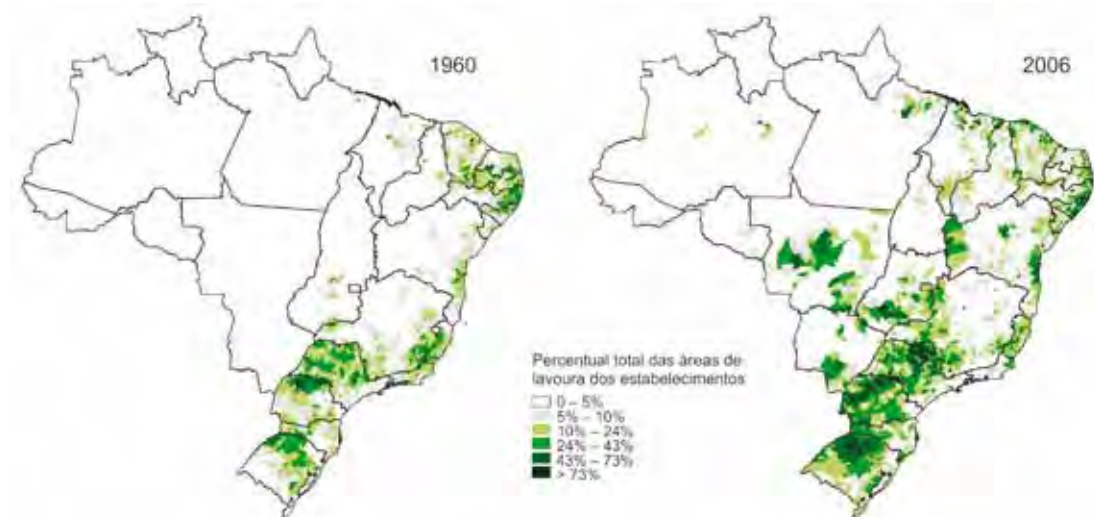 1960
2006
Percentual total das áreas de
lavoura dos estabelecimentos
0 – 5%
5% – 10%
10% – 24%
24% – 43%
43% – 73%
> 73%